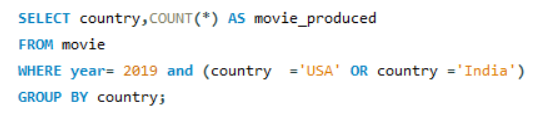 SELECT country,COUNT(*) AS movie_produced
FROM movie
WHERE year= 2019 and (country  ='USA' OR country ='India')
GROUP BY country;